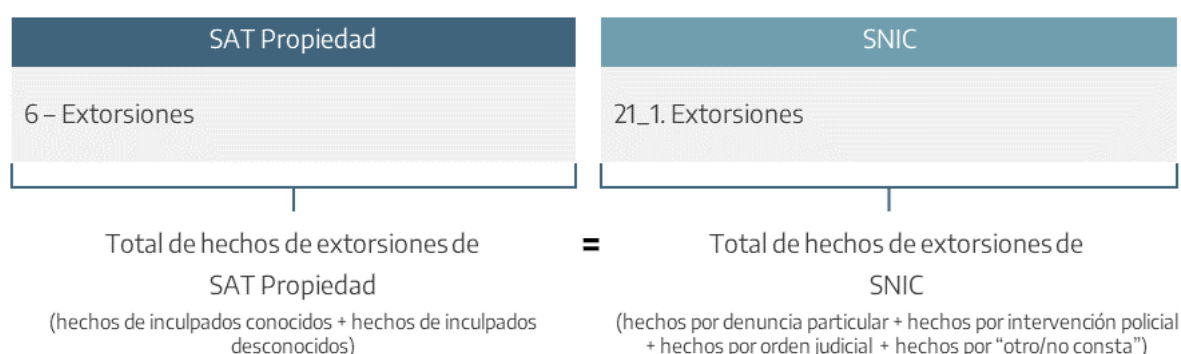 SAT Propiedad
SNIC
6 – Extorsiones
21_1. Extorsiones
Total de hechos de extorsiones de
SAT Propiedad
(hechos de inculpados conocidos + hechos de inculpados
desconocidos)
=
Total de hechos de extorsiones de
SNIC
(hechos por denuncia particular + hechos por intervención policial
+ hechos por orden judicial + hechos por “otro/no consta”)